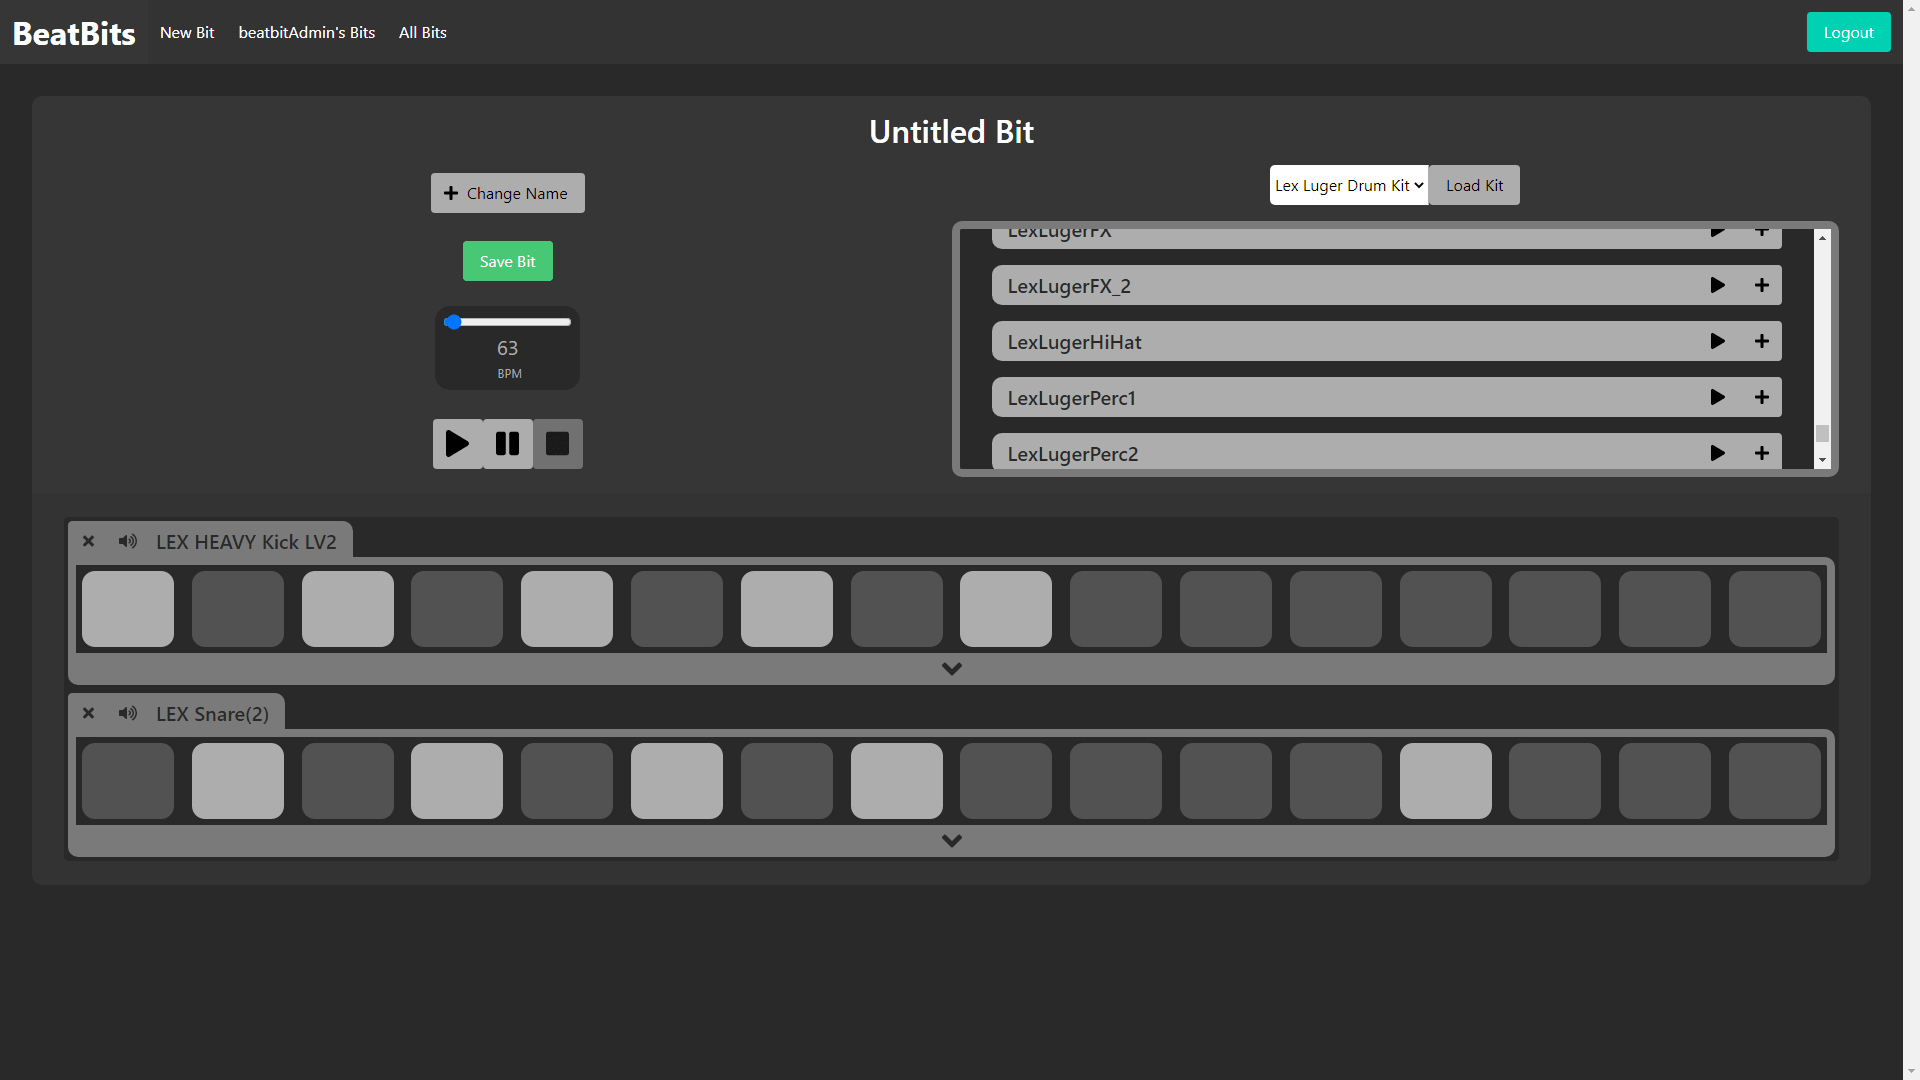 BeatBits New Bit beatbitAdmin's Bits All Bits Logout
Untitled Bit
Change Name
Save Bit
63
BPM
Lex Luger Drum Kit Load Kit
LexLugerFX
LexLugerFX_2
LexLugerHiHat
LexLugerPerc1
LexLugerPerc2
LEX HEAVY Kick LV2
LEX Snare(2)